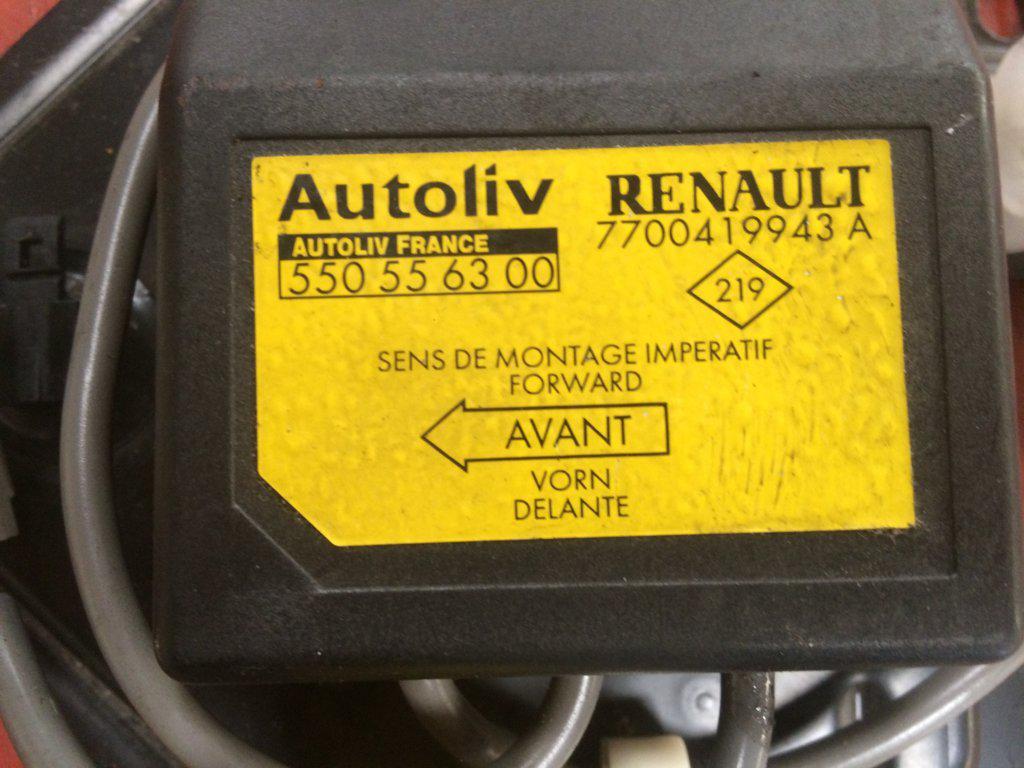 Autoliv
AUTOLIV FRANCE
550 55 63 00
RENAULT
7700419943 A
219
SENS DE MONTAGE IMPERATIF
FORWARD
AVANT
VORN
DELANTE